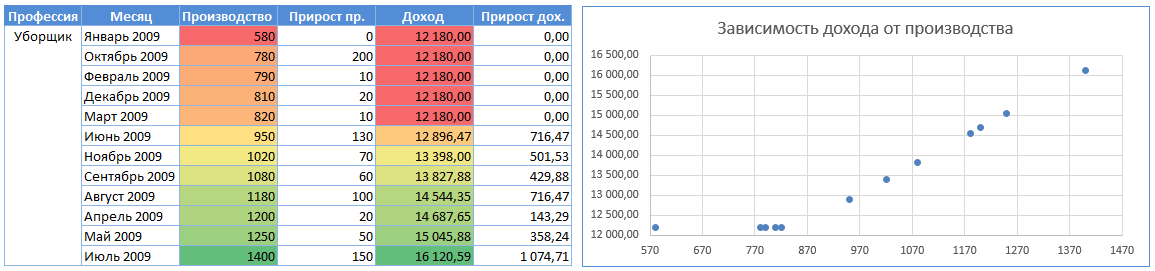 Профессия Месяц Производство Прирост пр. Доход Прирост дох.
Уборщик Январь 2009 580 0 12 180,00 0,00
Октябрь 2009 780 200 12 180,00 0,00
Февраль 2009 790 10 12 180,00 0,00
Декабрь 2009 810 20 12 180,00 0,00
Март 2009 820 10 12 180,00 0,00
Июнь 2009 950 130 12 896,47 716,47
Ноябрь 2009 1020 70 13 398,00 501,53
Сентябрь 2009 1080 60 13 827,88 429,88
Август 2009 1180 100 14 544,35 716,47
Апрель 2009 1200 20 14 687,65 143,29
Май 2009 1250 50 15 045,88 358,24
Июль 2009 1400 150 16 120,59 1 074,71
Зависимость дохода от производства
16 500,00
16 000,00
15 500,00
15 000,00
14 500,00
14 000,00
13 500,00
13 000,00
12 500,00
12 000,00
570 670 770 870 970 1070 1170 1270 1370 1470